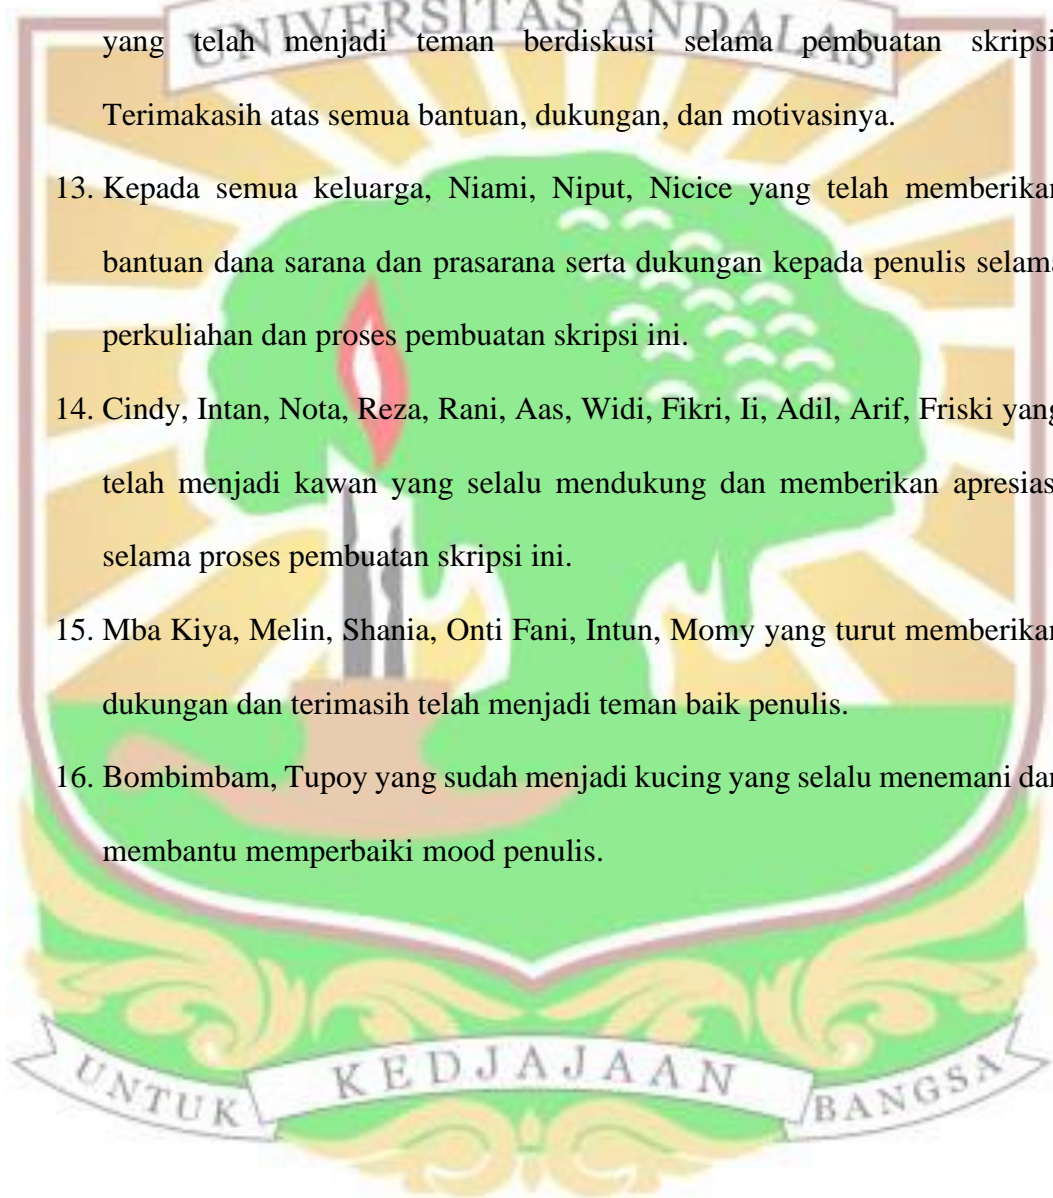 UNIVERSITAS ANDALAS
yang telah menjadi teman berdiskusi selama pembuatan skripsi
Terimakasih atas semua bantuan, dukungan, dan motivasinya.
13. Kepada semua keluarga, Niami, Niput, Nicice yang telah memberikan
bantuan dana sarana dan prasarana serta dukungan kepada penulis selama
perkuliahan dan proses pembuatan skripsi ini.
14. Cindy, Intan, Nota, Reza, Rani, Aas, Widi, Fikri, Ii, Adil, Arif, Friski yang
telah menjadi kawan yang selalu mendukung dan memberikan apresiasi
selama proses pembuatan skripsi ini.
15. Mba Kiya, Melin, Shania, Onti Fani, Intun, Momy yang turut memberikan
dukungan dan terimasih telah menjadi teman baik penulis.
16. Bombimbam, Tupoy yang sudah menjadi kucing yang selalu menemani dan
membantu memperbaiki mood penulis.
UNTUK KEDJAJAAN BANGSA